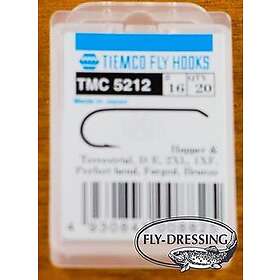 TIEMCO FLY HOOKS
TMC 5212
# QTY
16 20
Made in Japan
Hopper &
Terrestrial, D/E, 2XL, 1XF,
Perfect bend, Forged, Bronze
FLY-DRESSING